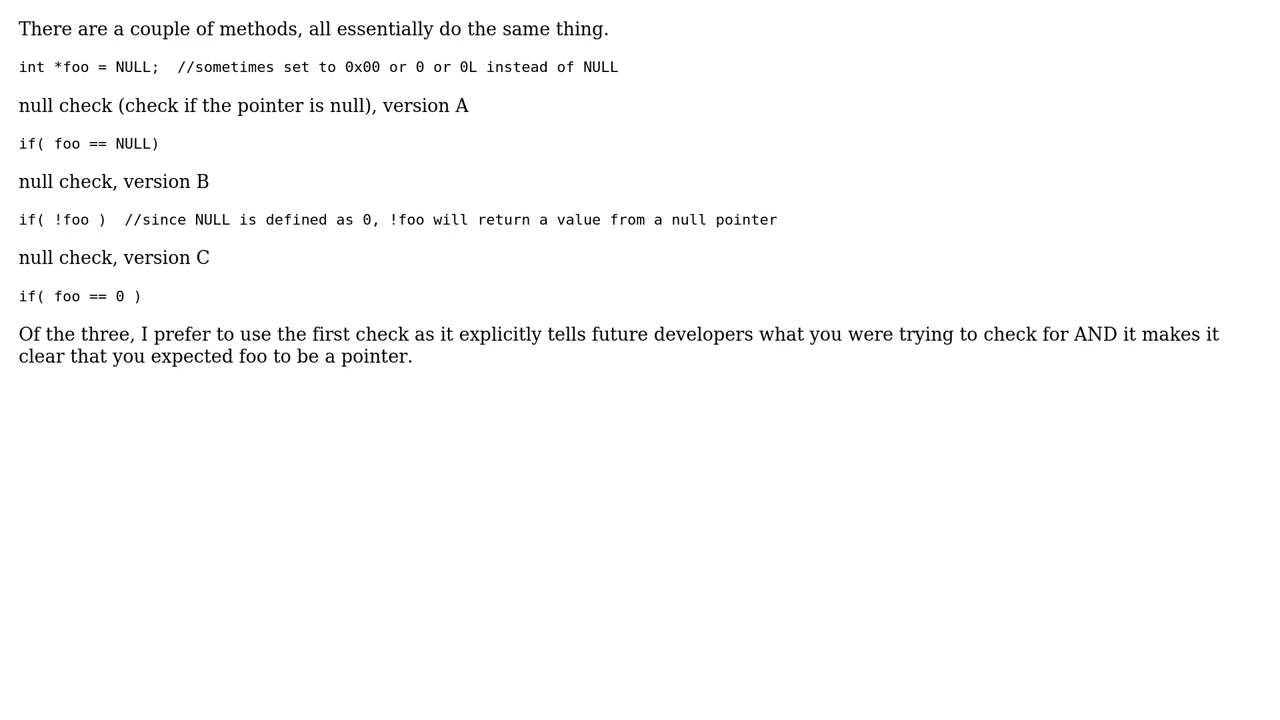 There are a couple of methods, all essentially do the same thing.
int *foo = NULL;  //sometimes set to 0x00 or 0 or 0L instead of NULL
null check (check if the pointer is null), version A
if( foo == NULL)
null check, version B
if( !foo )  //since NULL is defined as 0, !foo will return a value from a null pointer
null check, version C
if( foo == 0 )
Of the three, I prefer to use the first check as it explicitly tells future developers what you were trying to check for AND it makes it
clear that you expected foo to be a pointer.